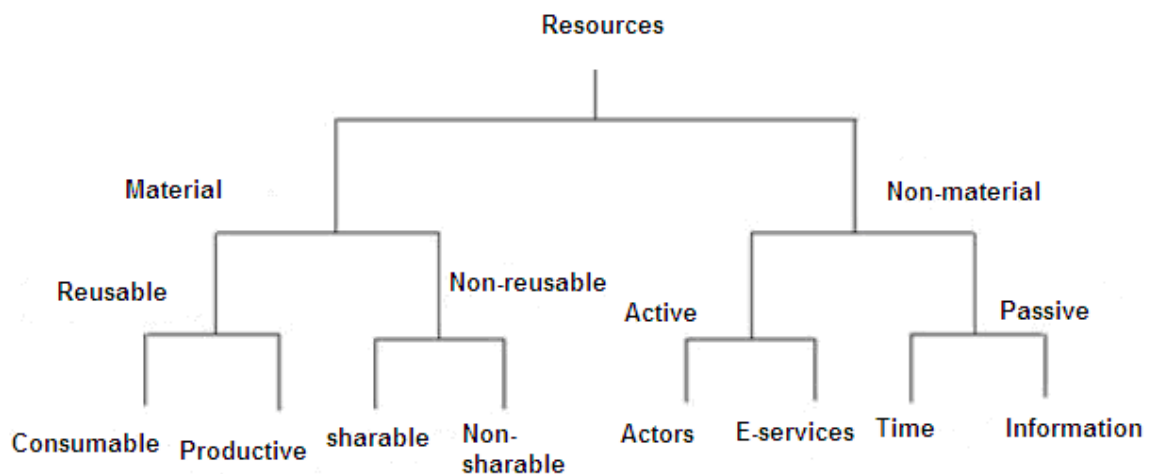 Resources
Material
Non-material
Reusable
Non-reusable
Active
Passive
Consumable
Productive
sharable
Non-
sharable
Actors
E-services
Time
Information